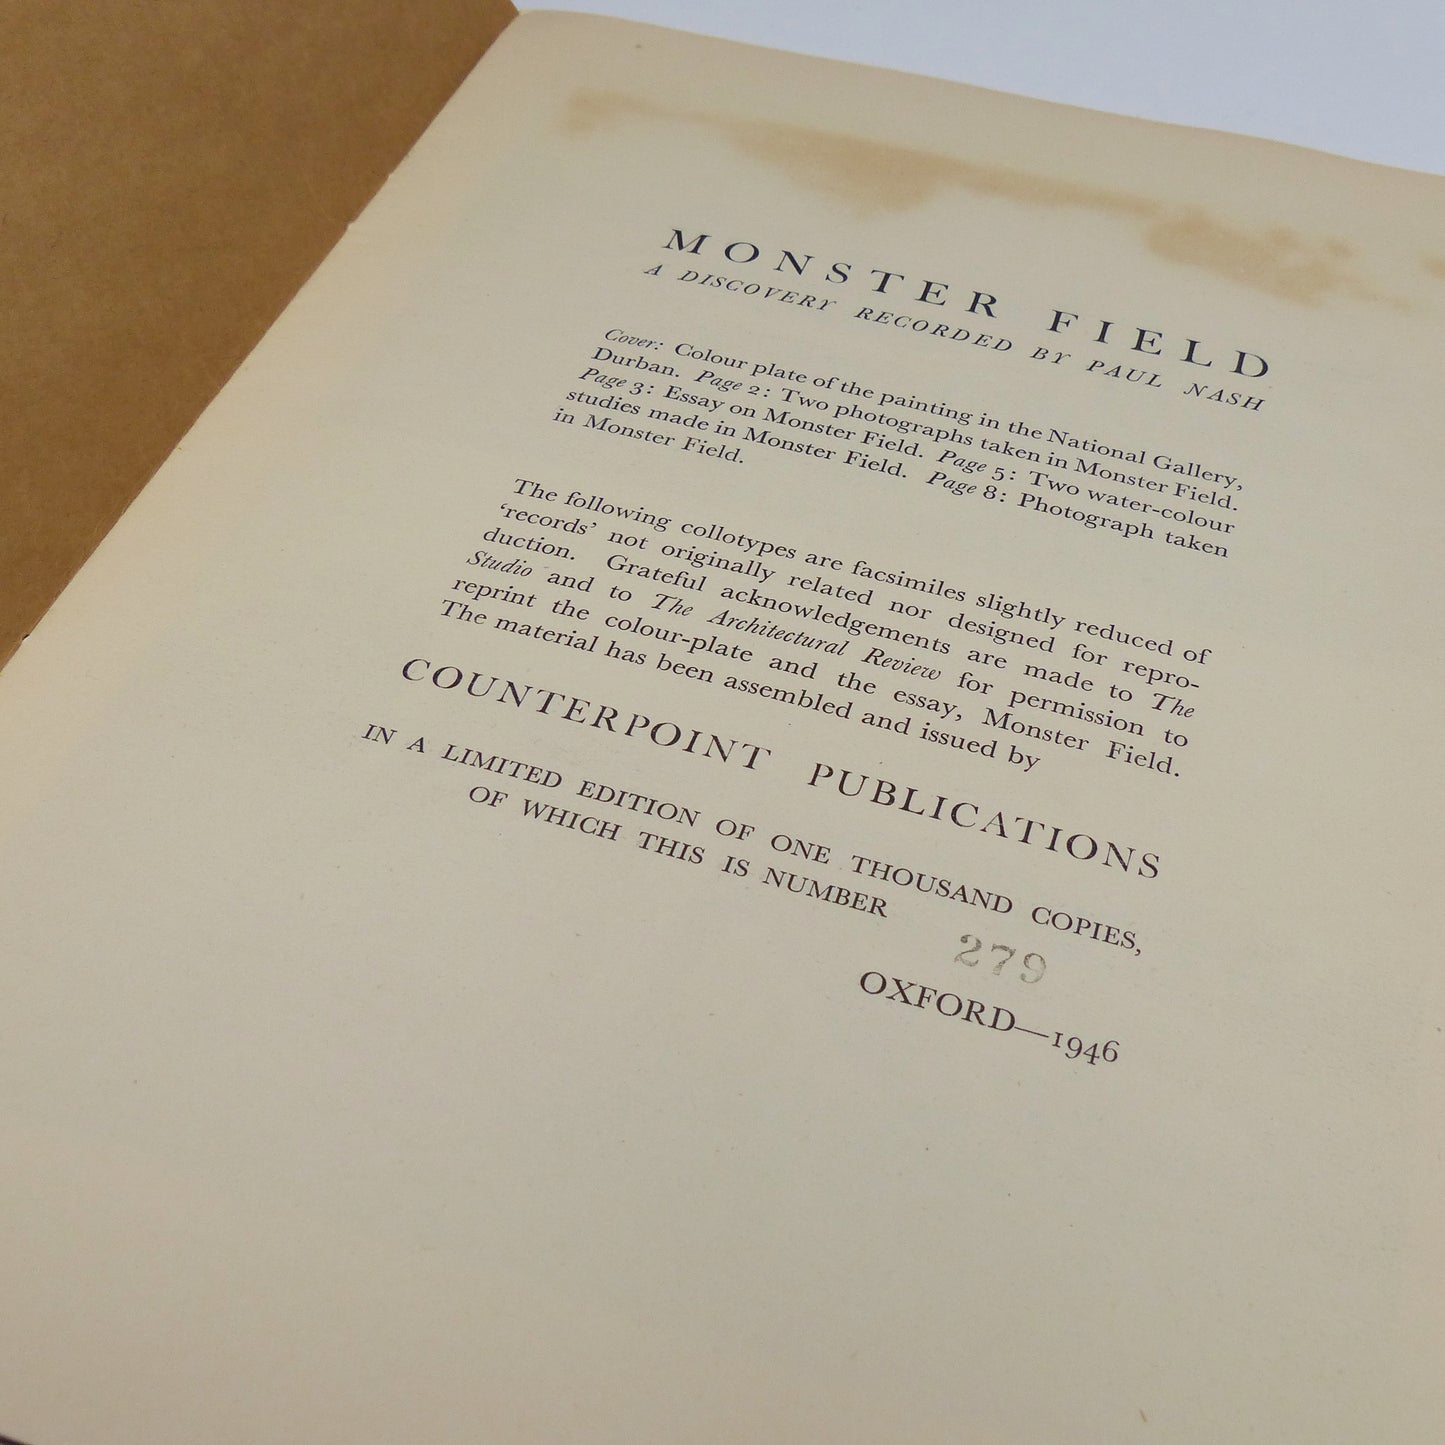 MONSTER FIELD
A DISCOVERY RECORDED BY PAUL NASH
Cover: Colour plate of the painting in the National Gallery,
Durban. Page 2: Two photographs taken in Monster Field.
Page 3: Essay on Monster Field. Page 5: Two water-colour
studies made in Monster Field. Page 8: Photograph taken
in Monster Field.
The following collotypes are facsimiles slightly reduced of
‘records’ not originally related nor designed for repro-
duction. Grateful acknowledgements are made to The
Studio and to The Architectural Review for permission to
reprint the colour-plate and the essay, Monster Field.
The material has been assembled and issued by
COUNTERPOINT PUBLICATIONS
IN A LIMITED EDITION OF ONE THOUSAND COPIES,
OF WHICH THIS IS NUMBER
279
OXFORD—1946